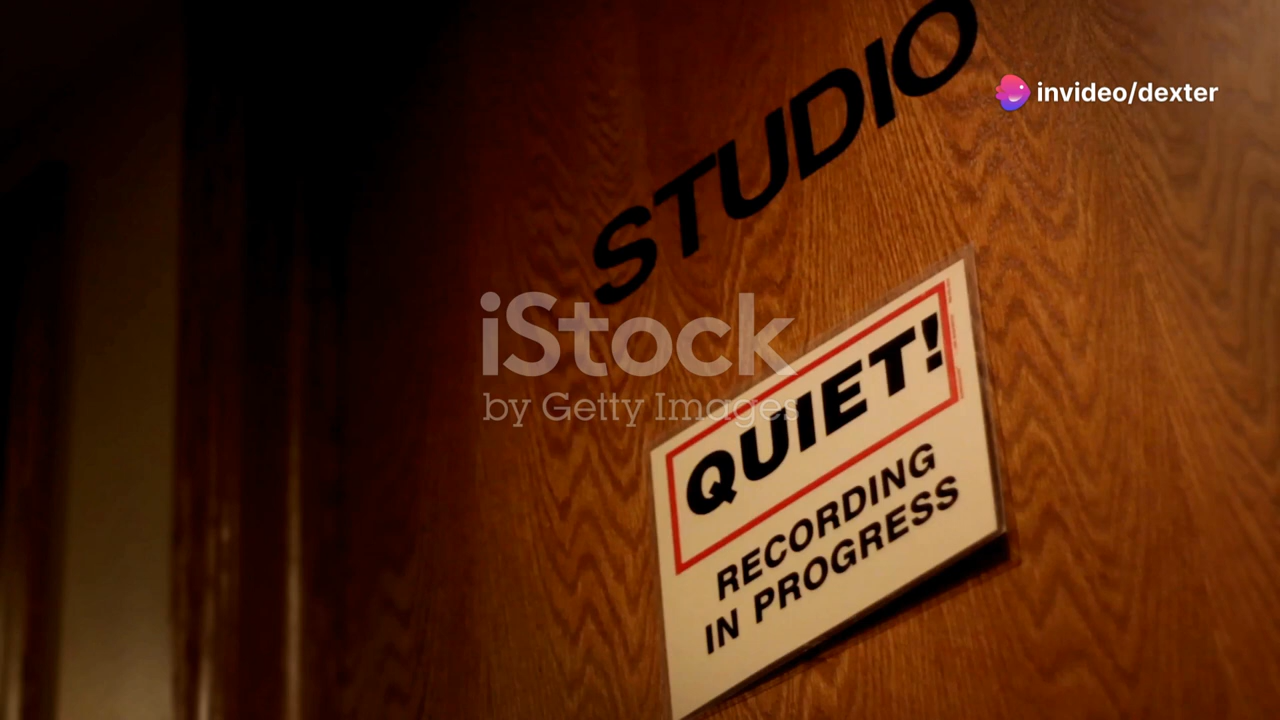 STUDIO
invideo/dexter
iStock
by Getty Images
QUIET!
RECORDING
IN PROGRESS